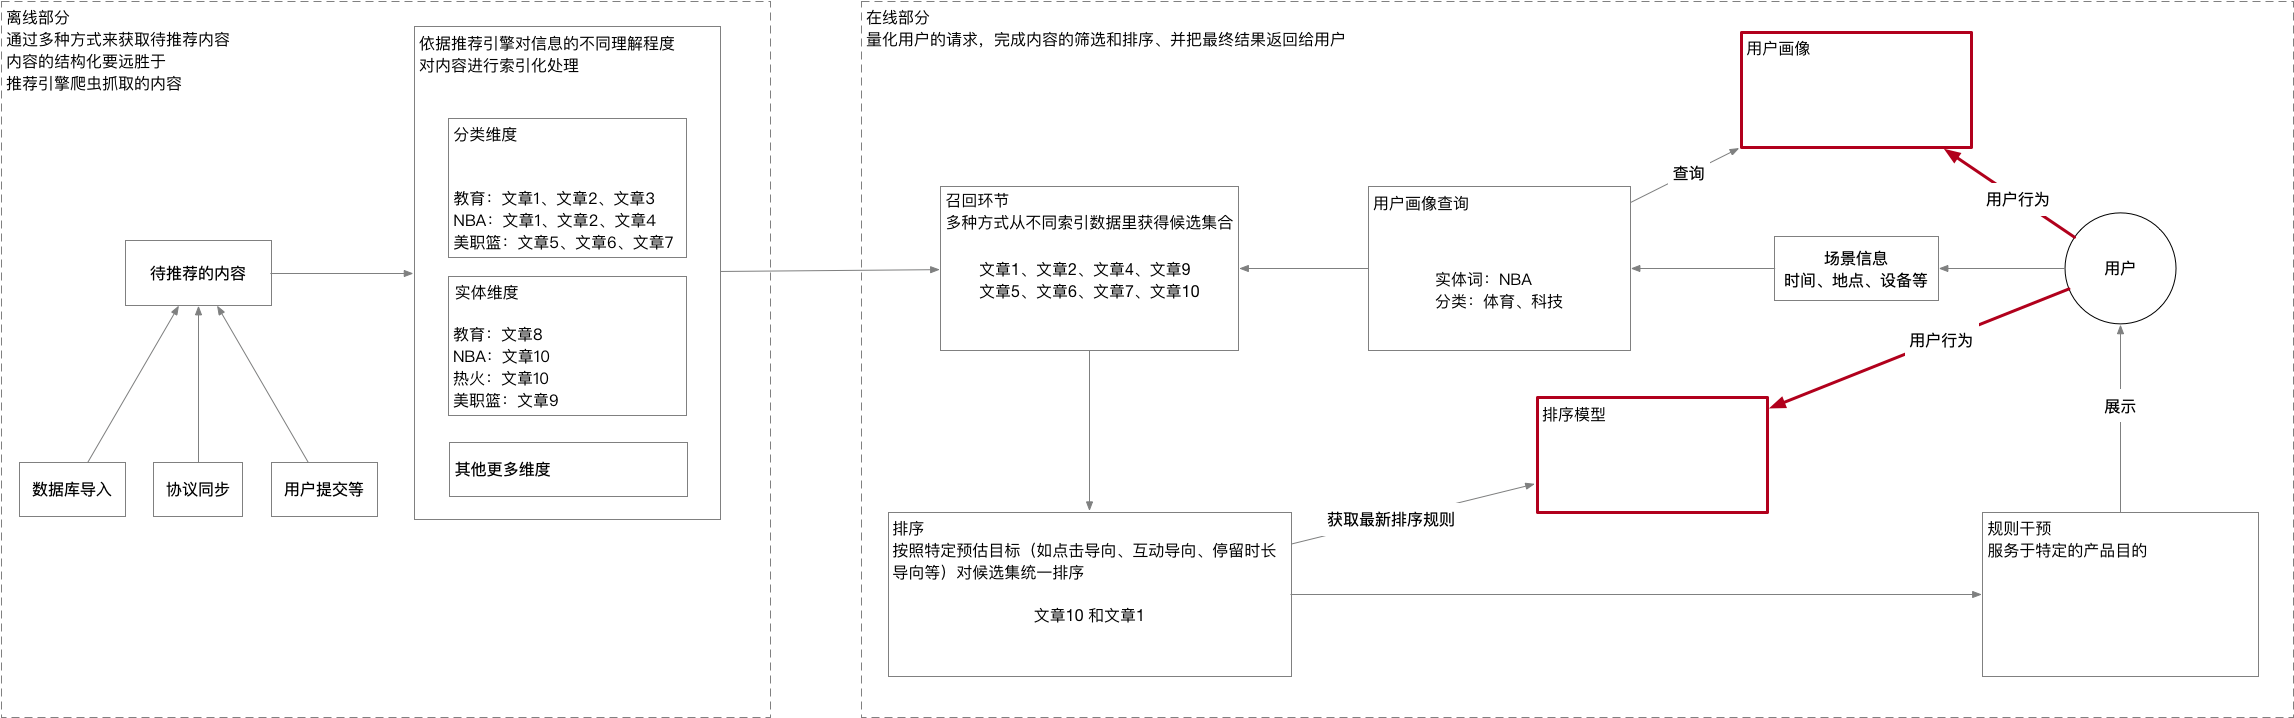 离线部分
通过多种方式来获取待推荐内容
内容的结构化要远胜于
推荐引擎爬虫抓取的内容
待推荐的内容
数据库导入
协议同步
用户提交等
依据推荐引擎对信息的不同理解程度
对内容进行索引化处理
分类维度
教育：文章1、文章2、文章3
NBA：文章1、文章2、文章4
美职篮：文章5、文章6、文章7
实体维度
教育：文章8
NBA：文章10
热火：文章10
美职篮：文章9
其他更多维度
在线部分
量化用户的请求，完成内容的筛选和排序、并把最终结果返回给用户
召回环节
多种方式从不同索引数据里获得候选集合
文章1、文章2、文章4、文章9
文章5、文章6、文章7、文章10
用户画像查询
实体词：NBA
分类：体育、科技
查询
用户画像
用户行为
场景信息
时间、地点、设备等
用户
用户行为
排序模型
展示
排序
按照特定预估目标（如点击导向、互动导向、停留时长
导向等）对候选集统一排序
文章10 和文章1
获取最新排序规则
规则干预
服务于特定的产品目的